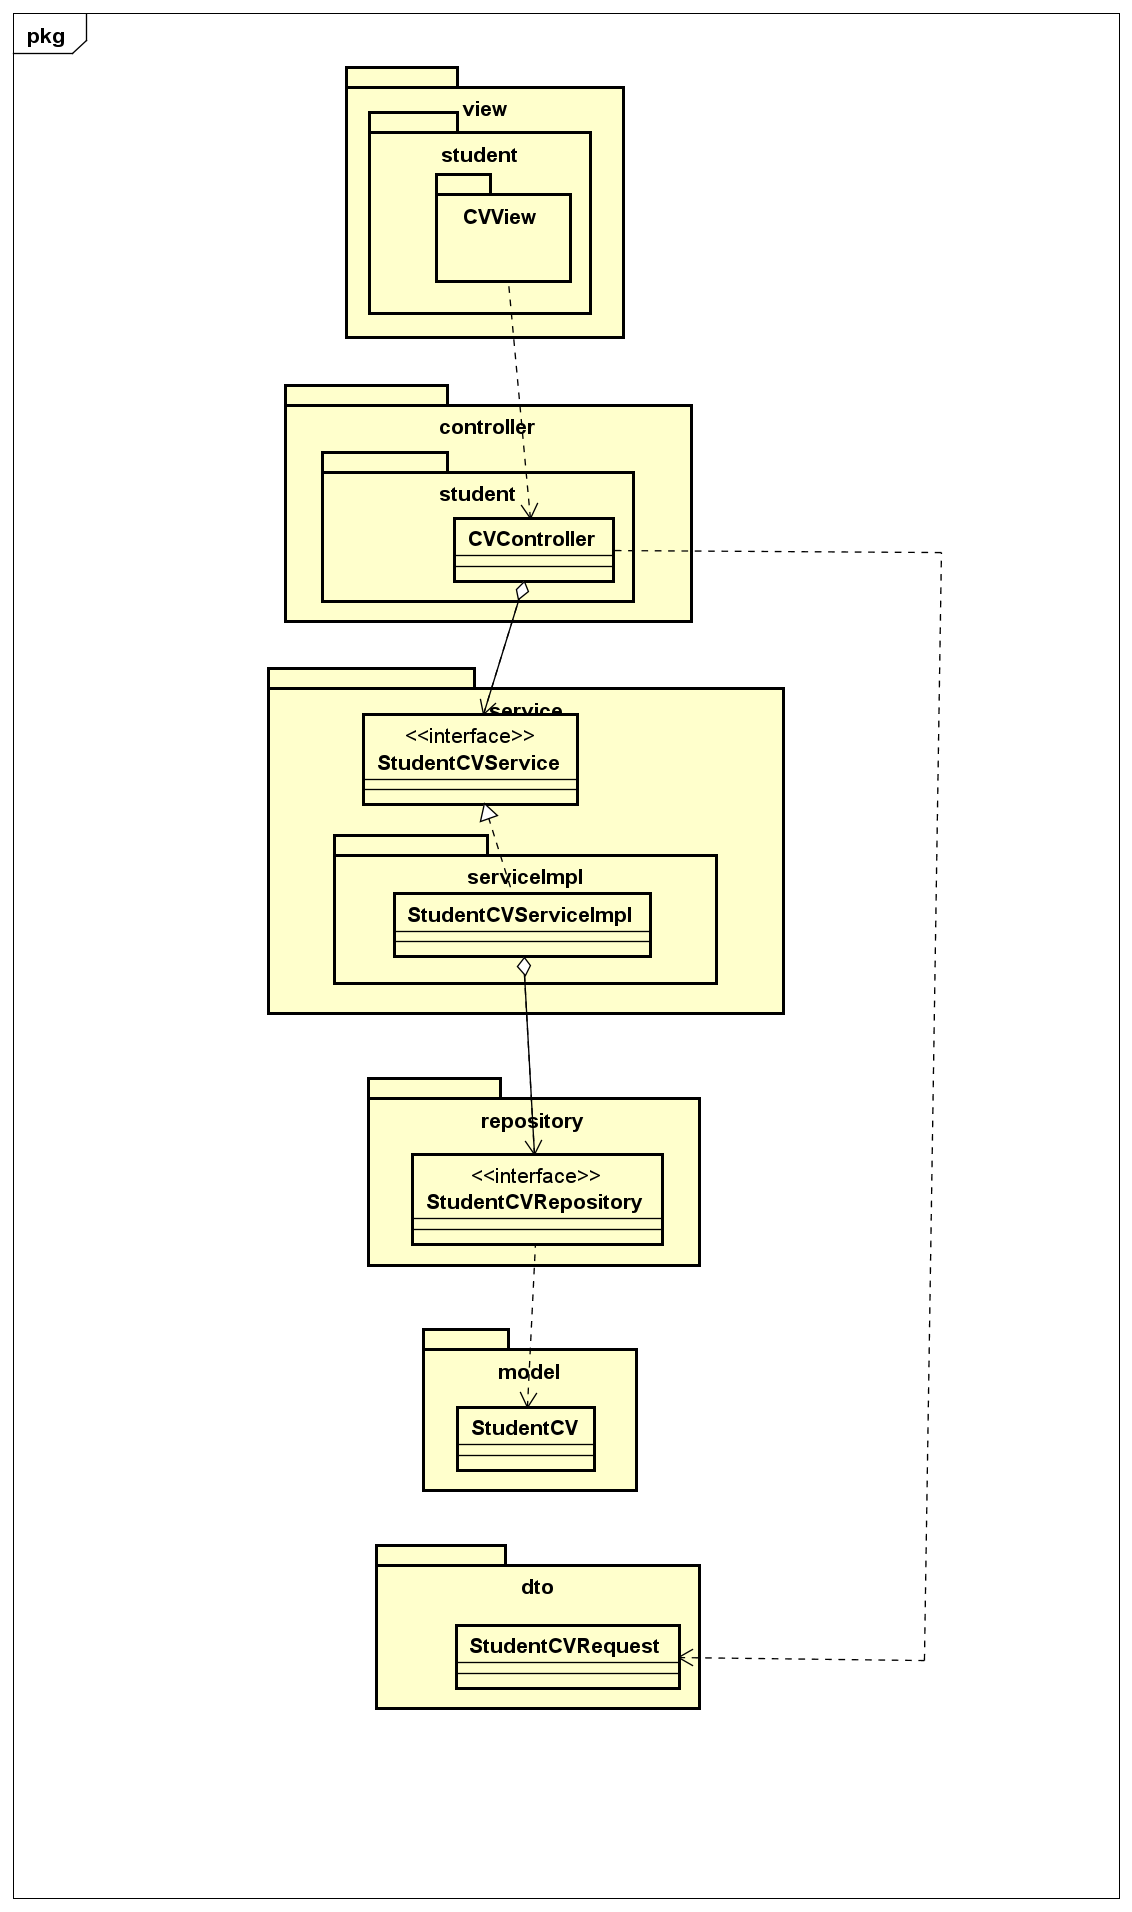 pkg
view
student
CVView
controller
student
CVController
service
<<interface>>
StudentCVService
serviceImpl
StudentCVServiceImpl
repository
<<interface>>
StudentCVRepository
model
StudentCV
dto
StudentCVRequest